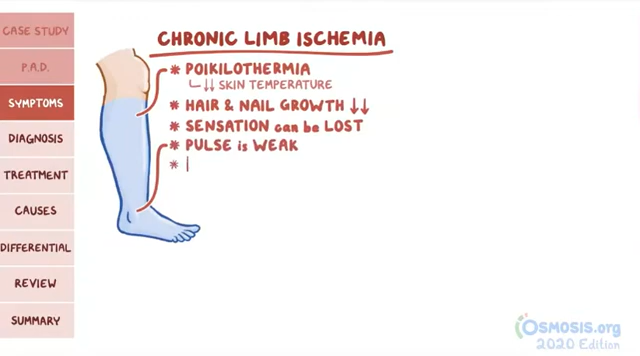 CASE STUDY
P.A.D.
SYMPTOMS
DIAGNOSIS
TREATMENT
CAUSES
DIFFERENTIAL
REVIEW
SUMMARY
CHRONIC LIMB ISCHEMIA
* POIKILOTHERMIA
↓↓ SKIN TEMPERATURE
* HAIR & NAIL GROWTH ↓↓
* SENSATION can be LOST
* PULSE is WEAK
*
OSMOSIS.org
2020 Edition